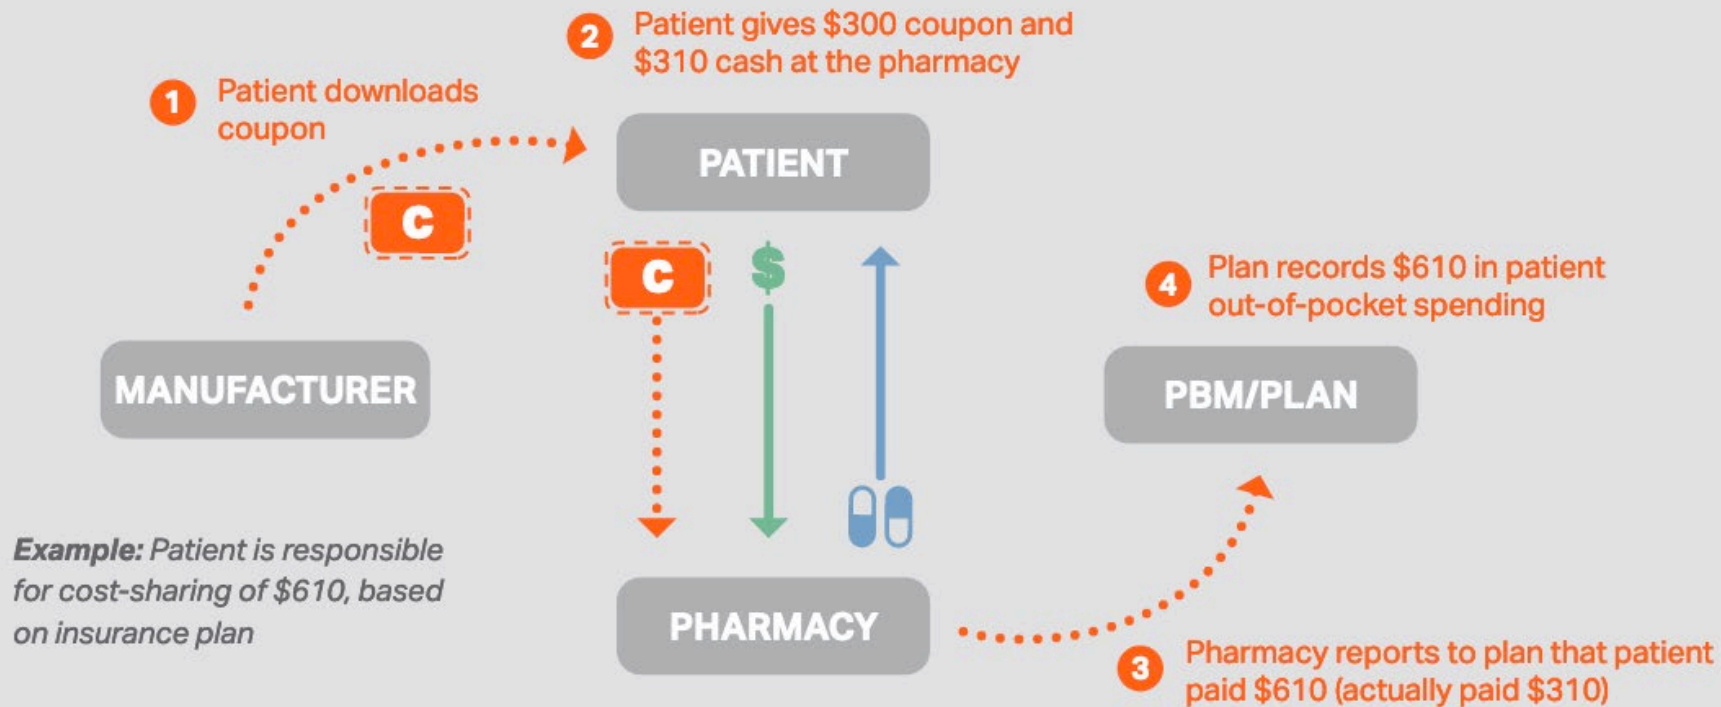 1
Patient downloads
coupon
C
2
Patient gives $300 coupon and
$310 cash at the pharmacy
PATIENT
C
$
MANUFACTURER
4
Plan records $610 in patient
out-of-pocket spending
PBM/PLAN
Example: Patient is responsible
for cost-sharing of $610, based
on insurance plan
PHARMACY
3
Pharmacy reports to plan that patient
paid $610 (actually paid $310)